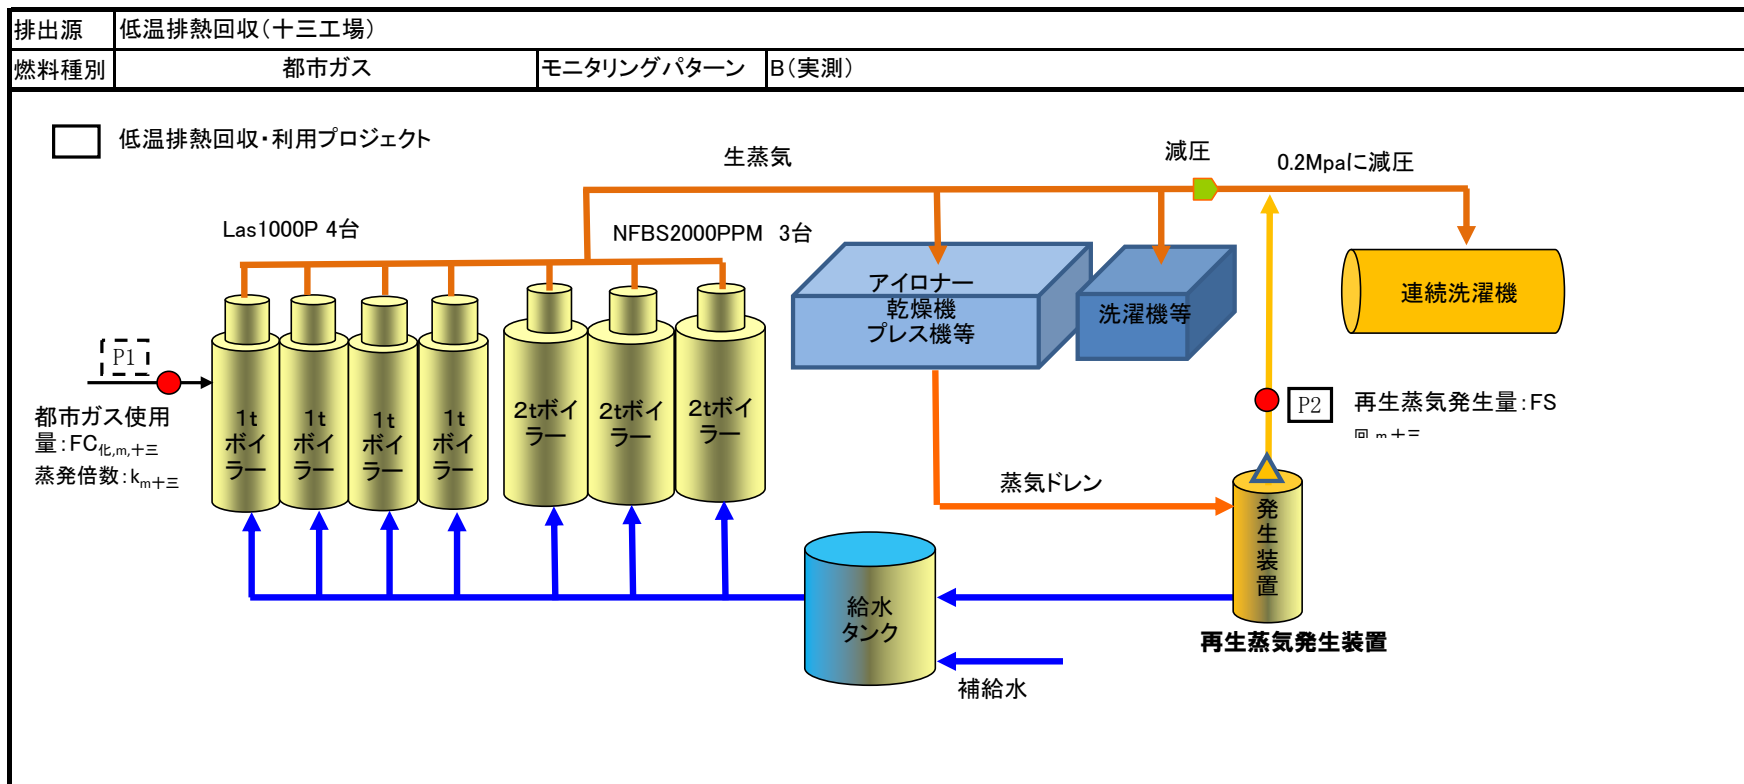 排出源 低温排熱回収(十三工場)
燃料種別 都市ガス モニタリングパターン B(実測)
低温排熱回収・利用プロジェクト
生蒸気
減圧
0.2Mpaに減圧
Las1000P 4台
NFBS2000PPM 3台
アイロナー
乾燥機
プレス機等
洗濯機等
連続洗濯機
P1
都市ガス使用
量:FC化,m,十三
蒸発倍数:km十三
1t
ボイ
ラー
1t
ボイ
ラー
1t
ボイ
ラー
1t
ボイ
ラー
2tボイ
ラー
2tボイ
ラー
2tボイ
ラー
P2
再生蒸気発生量:FS
回,m十三
蒸気ドレン
発
生
装
置
再生蒸気発生装置
給水
タンク
補給水